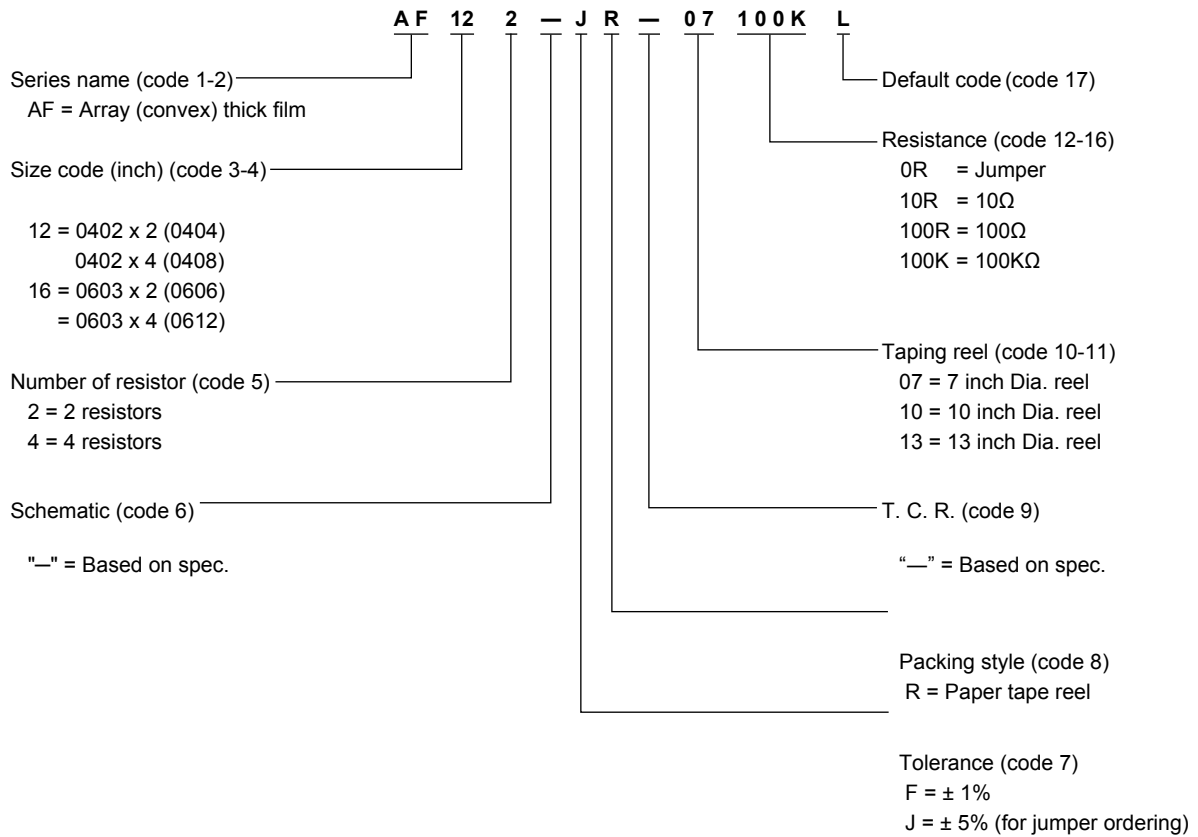 AF 12 2 — J R — 07 100K L
Series name (code 1-2)
AF = Array (convex) thick film
Size code (inch) (code 3-4)
12 = 0402 x 2 (0404)
0402 x 4 (0408)
16 = 0603 x 2 (0606)
= 0603 x 4 (0612)
Number of resistor (code 5)
2 = 2 resistors
4 = 4 resistors
Schematic (code 6)
"—" = Based on spec.
Default code (code 17)
Resistance (code 12-16)
0R = Jumper
10R = 10Ω
100R = 100Ω
100K = 100KΩ
Taping reel (code 10-11)
07 = 7 inch Dia. reel
10 = 10 inch Dia. reel
13 = 13 inch Dia. reel
T. C. R. (code 9)
“—” = Based on spec.
Packing style (code 8)
R = Paper tape reel
Tolerance (code 7)
F = ± 1%
J = ± 5% (for jumper ordering)